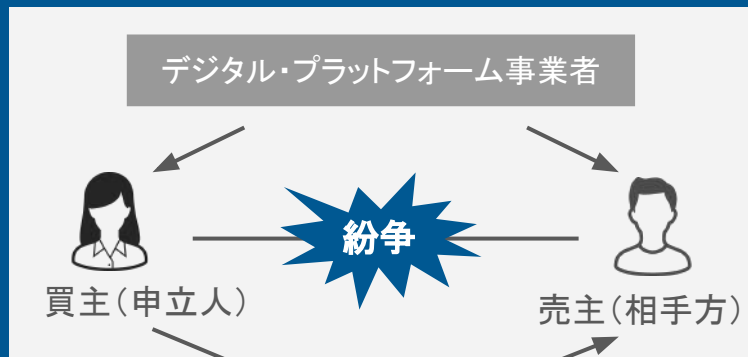 デジタル・プラットフォーム事業者
紛争
買主（申立人）
売主（相手方）